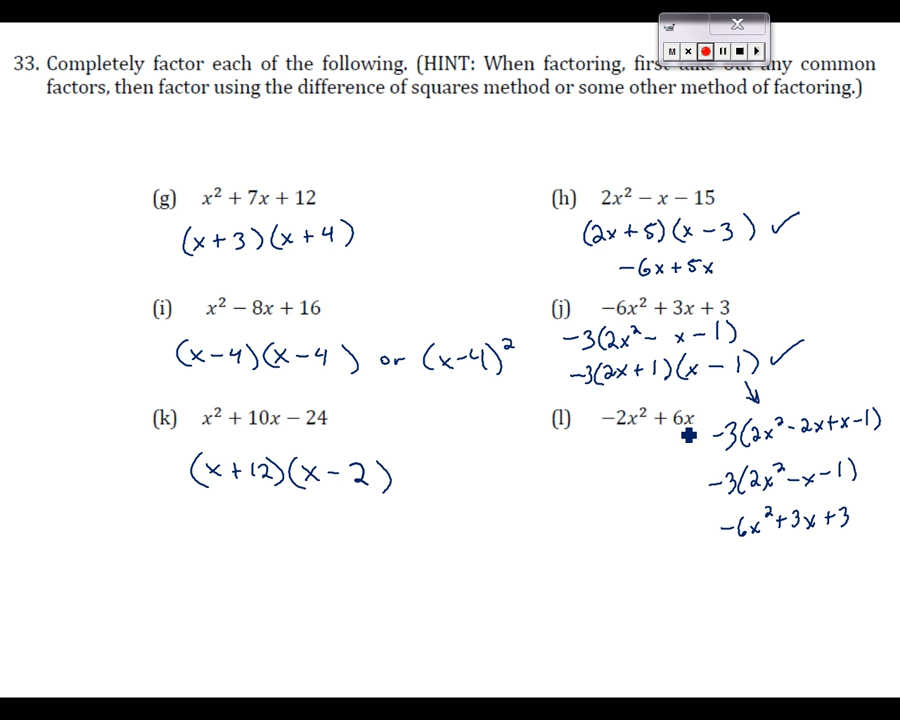 33. Completely factor each of the following. (HINT: When factoring, first take out any common
factors, then factor using the difference of squares method or some other method of factoring.)
(g) x² + 7x + 12
(x + 3)(x + 4)
(h) 2x² − x − 15
(2x + 5)(x − 3) ✓
−6x + 5x
(i) x² − 8x + 16
(x − 4)(x − 4) or (x − 4)²
(j) −6x² + 3x + 3
−3(2x² − x − 1)
−3(2x + 1)(x − 1) ✓
(k) x² + 10x − 24
(x + 12)(x − 2)
(l) −2x² + 6x
−3(2x² − 2x + x − 1)
−3(2x² − x − 1)
−6x² + 3x + 3